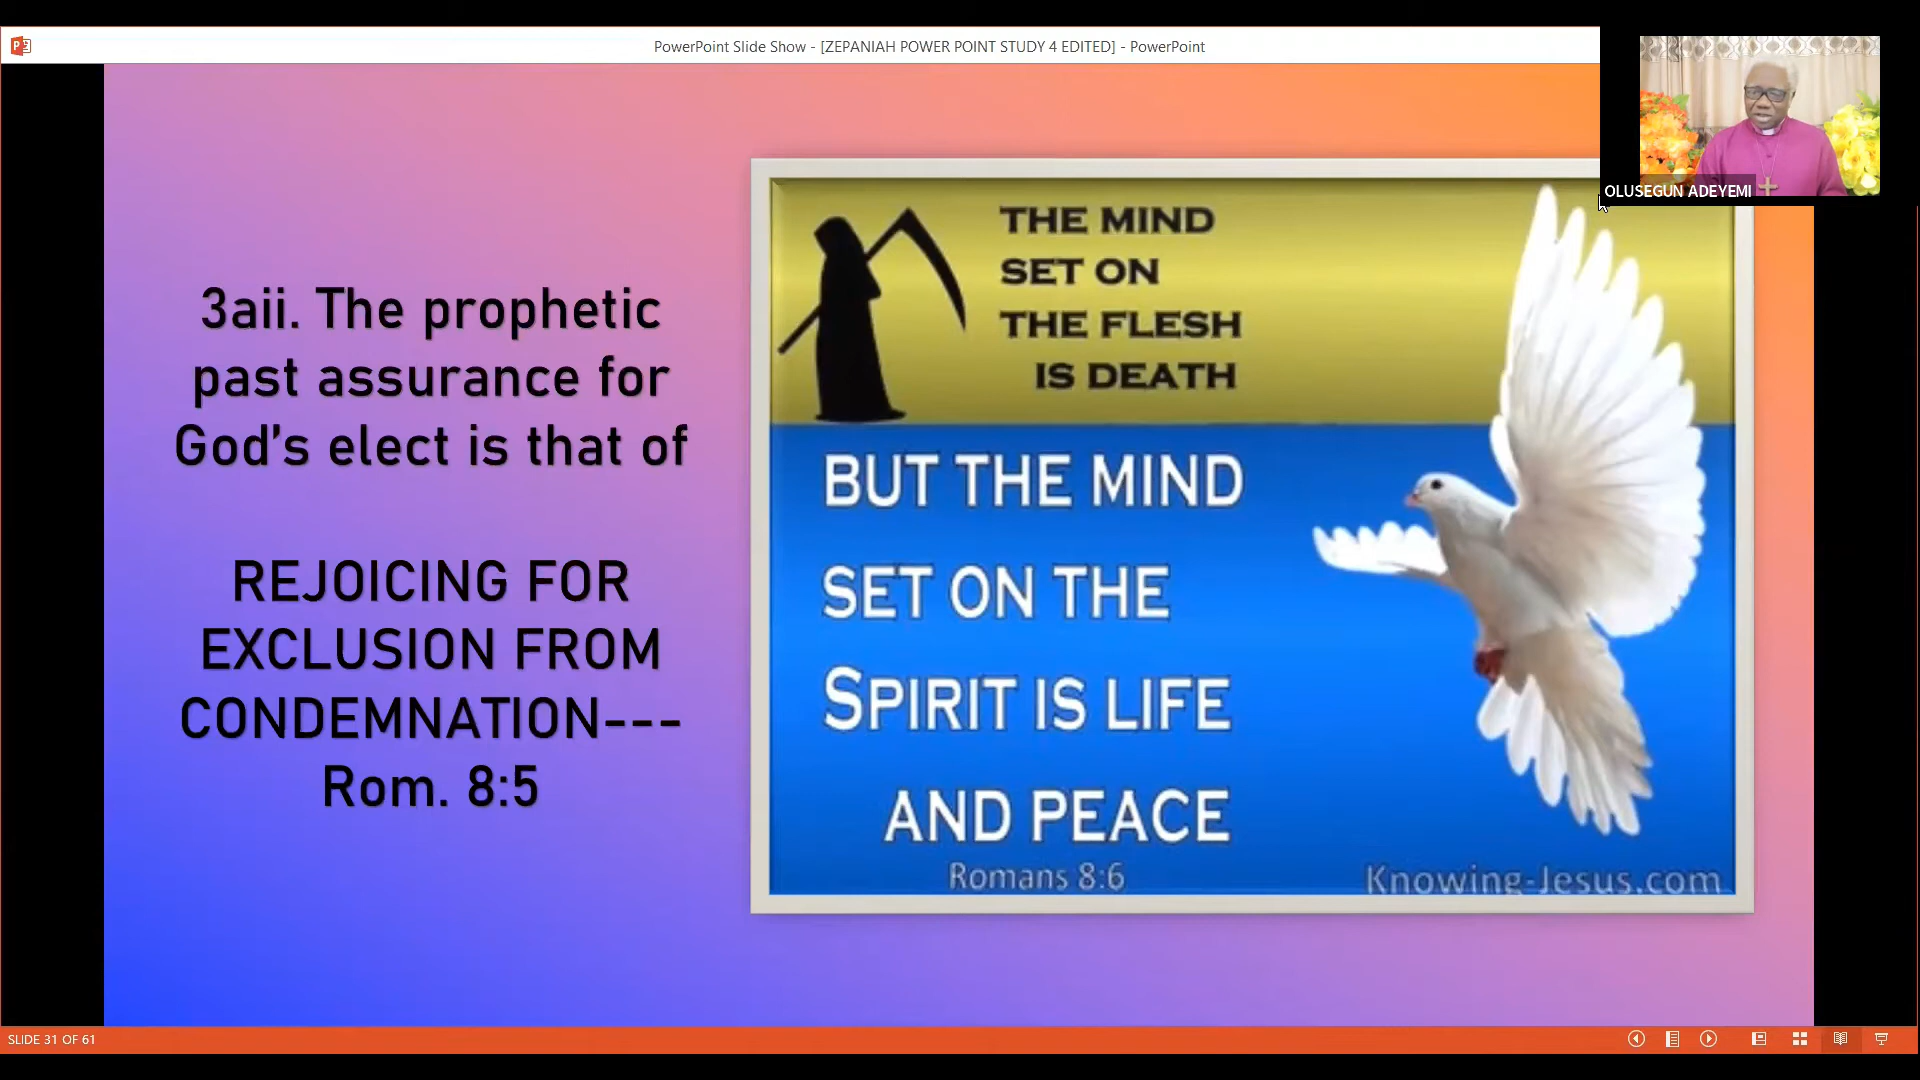 PowerPoint Slide Show - [ZEPANIAH POWER POINT STUDY 4 EDITED] - PowerPoint
OLUSEGUN ADEYEMI
3aii. The prophetic
past assurance for
God's elect is that of
REJOICING FOR
EXCLUSION FROM
CONDEMNATION---
Rom. 8:5
THE MIND
SET ON
THE FLESH
IS DEATH
BUT THE MIND
SET ON THE
SPIRIT IS LIFE
AND PEACE
Romans 8:6
Knowing-Jesus.com
SLIDE 31 OF 61